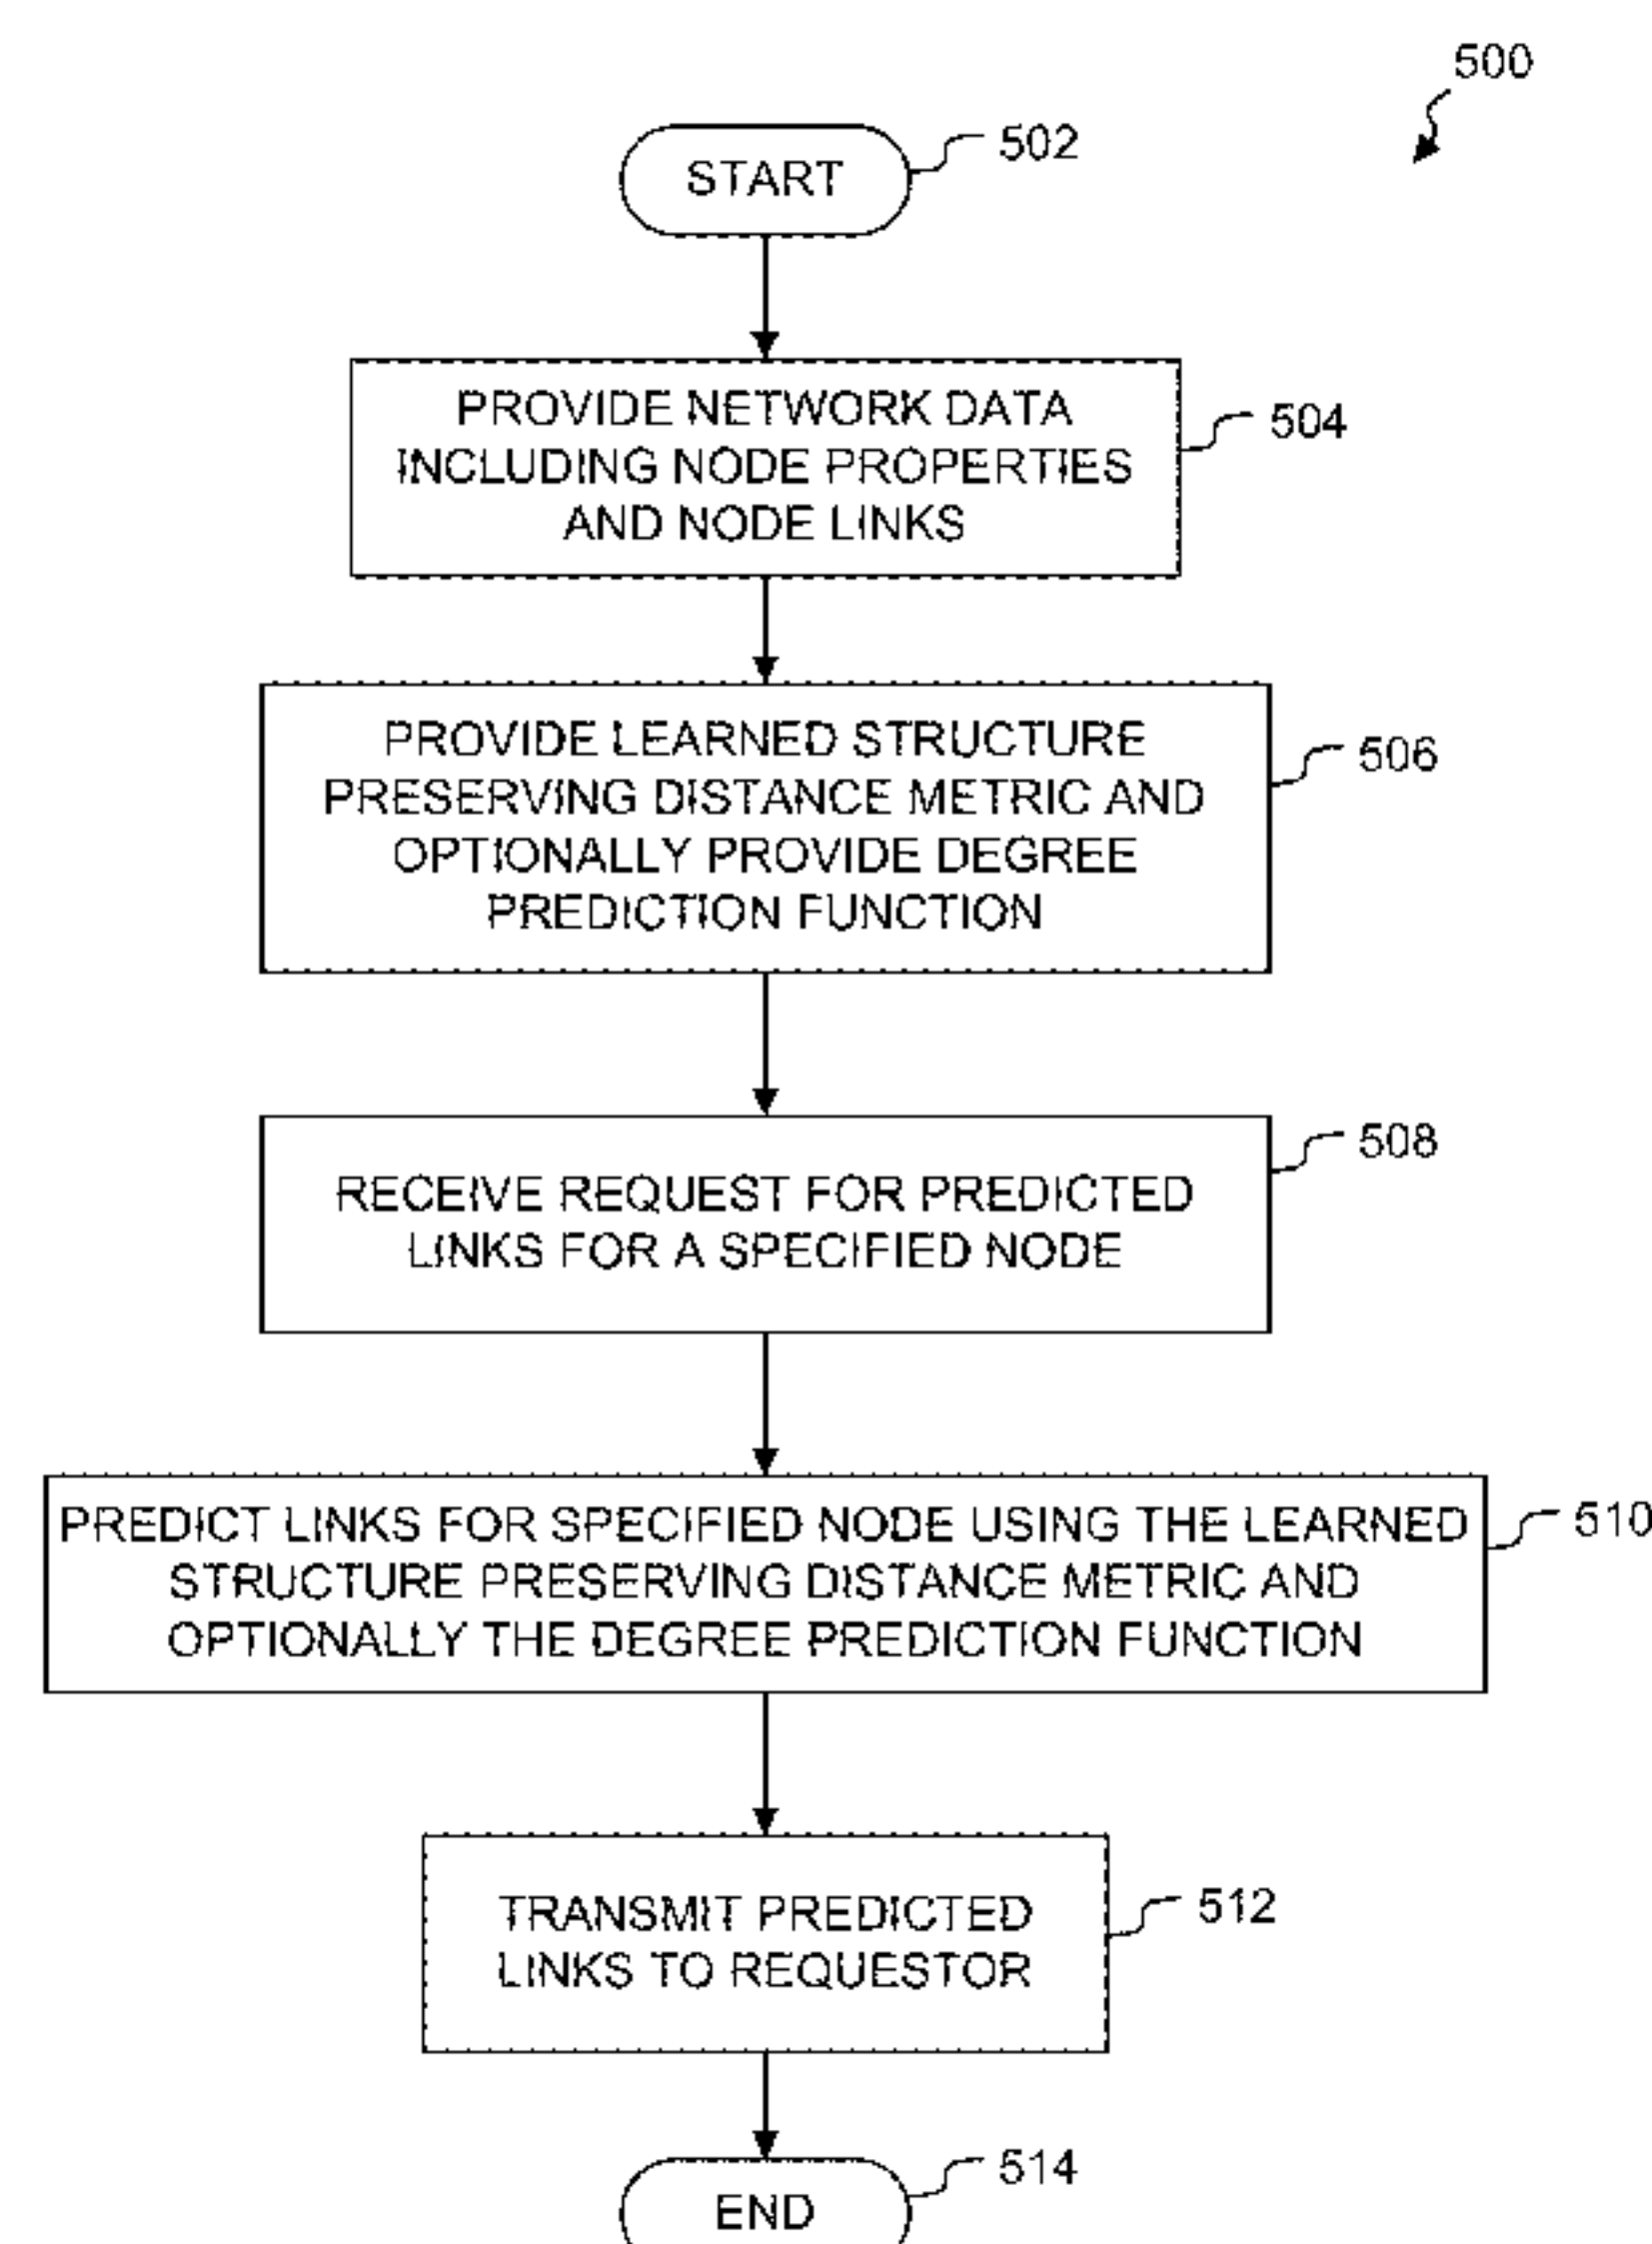 500
START
502
PROVIDE NETWORK DATA
INCLUDING NODE PROPERTIES
AND NODE LINKS
504
PROVIDE LEARNED STRUCTURE
PRESERVING DISTANCE METRIC AND
OPTIONALLY PROVIDE DEGREE
PREDICTION FUNCTION
506
RECEIVE REQUEST FOR PREDICTED
LINKS FOR A SPECIFIED NODE
508
PREDICT LINKS FOR SPECIFIED NODE USING THE LEARNED
STRUCTURE PRESERVING DISTANCE METRIC AND
OPTIONALLY THE DEGREE PREDICTION FUNCTION
510
TRANSMIT PREDICTED
LINKS TO REQUESTOR
512
END
514